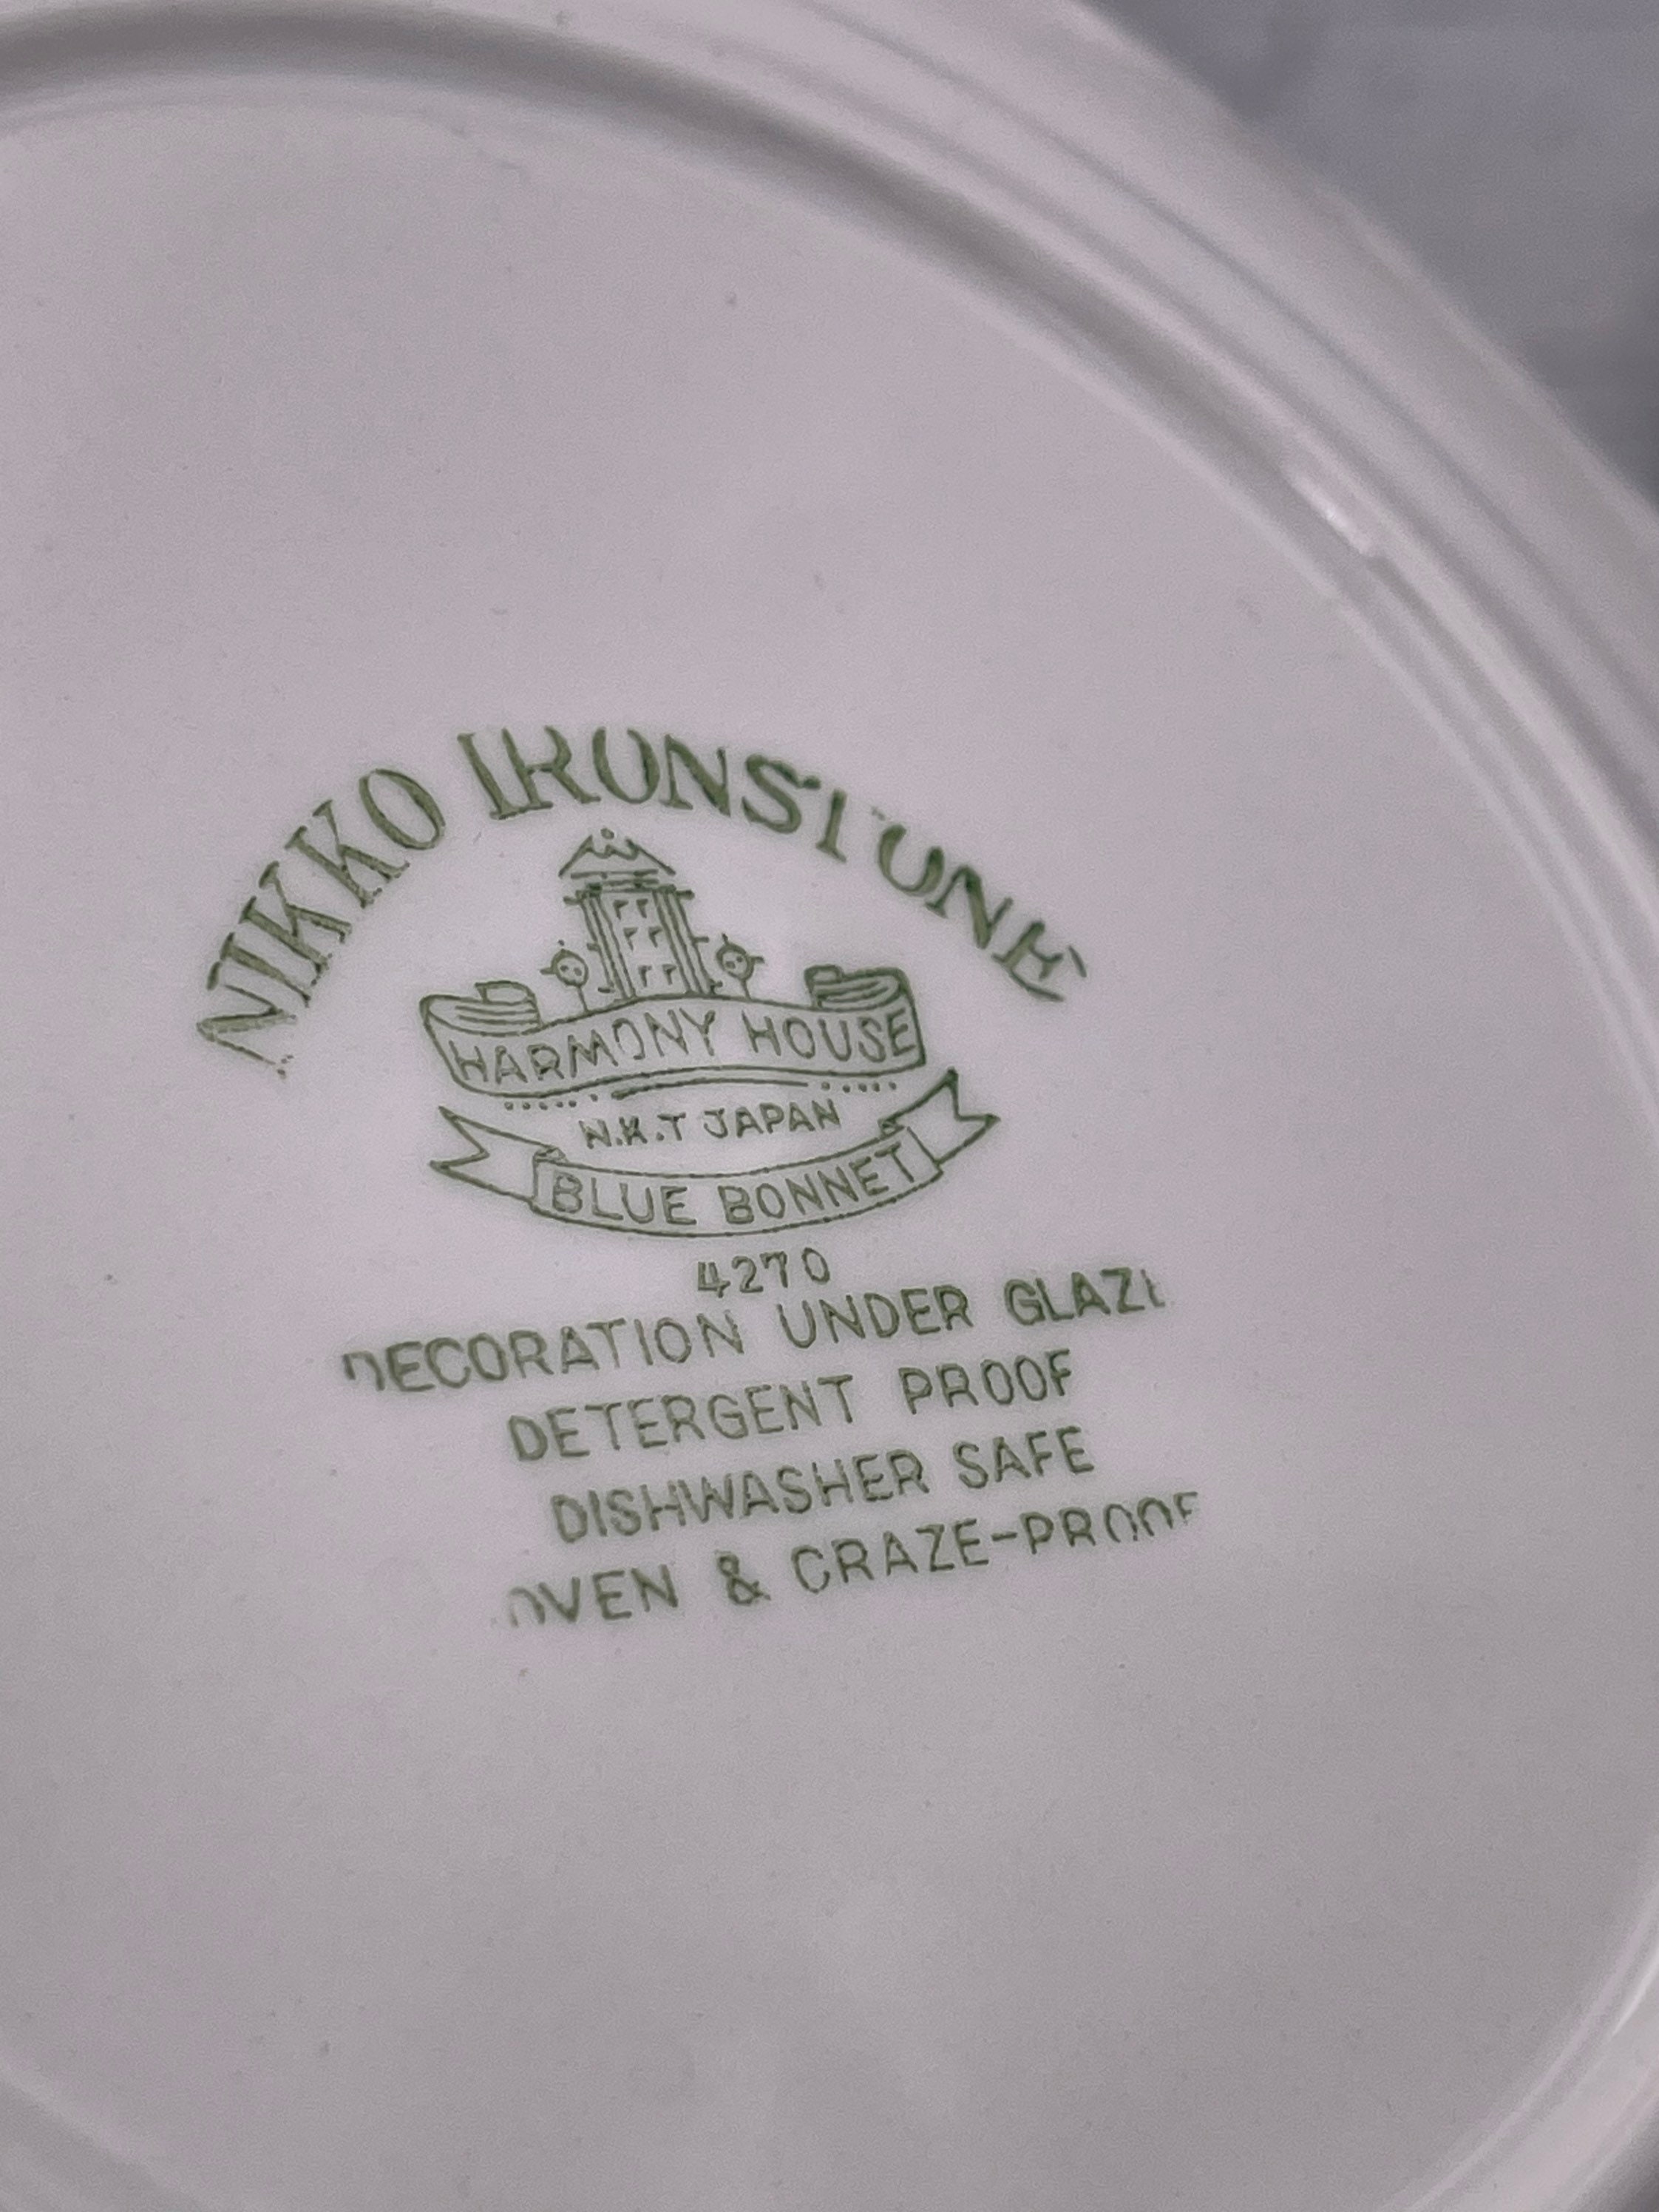 NIKKO IRONSTONE
HARMONY HOUSE
N.K.T JAPAN
BLUE BONNET
4270
DECORATION UNDER GLAZE
DETERGENT PROOF
DISHWASHER SAFE
OVEN & CRAZE-PROOF